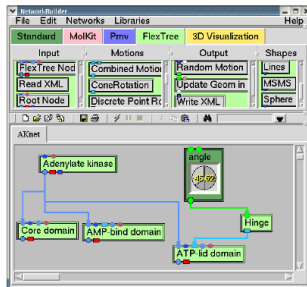 NetworkBuilder
File Edit Networks Libraries Help
Standard MolKit Pmv FlexTree 3D Visualization
Input Motions Output Shapes
FlexTree Nod Combined Motion Random Motion Lines
Read XML ConeRotation Update Geom in MSMS
Root Node Discrete Point Ro Write XML Sphere
AKnet
Adenylate kinase
angle
Hinge
Core domain AMP-bind domain
ATP-lid domain